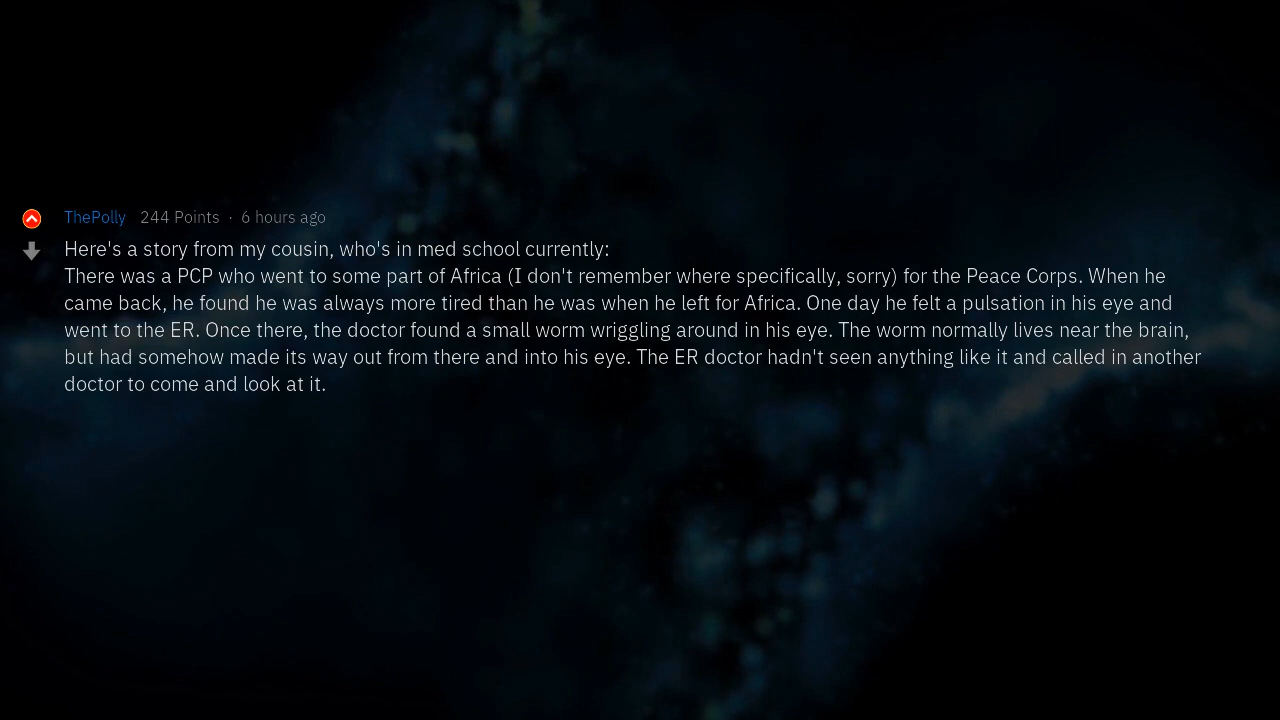 ThePolly 244 Points · 6 hours ago
Here's a story from my cousin, who's in med school currently:
There was a PCP who went to some part of Africa (I don't remember where specifically, sorry) for the Peace Corps. When he
came back, he found he was always more tired than he was when he left for Africa. One day he felt a pulsation in his eye and
went to the ER. Once there, the doctor found a small worm wriggling around in his eye. The worm normally lives near the brain,
but had somehow made its way out from there and into his eye. The ER doctor hadn't seen anything like it and called in another
doctor to come and look at it.